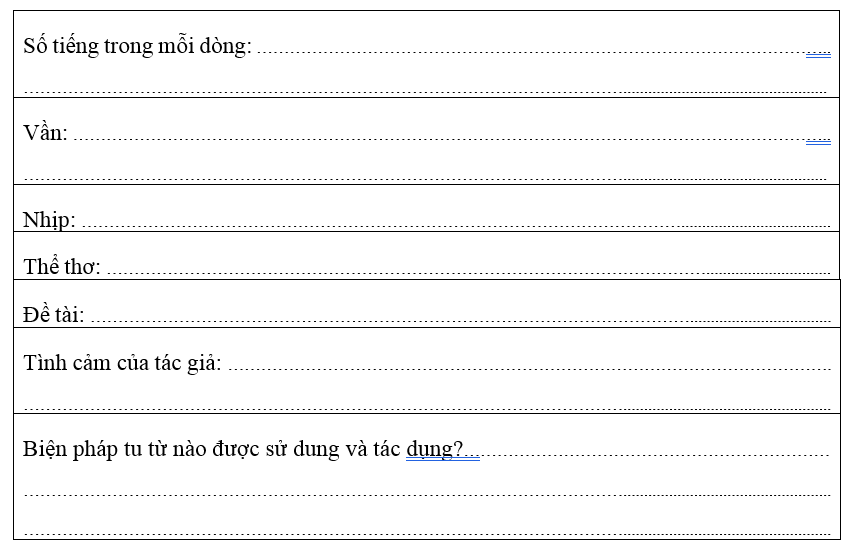 Số tiếng trong mỗi dòng: ........................................................................................................
........................................................................................................................................
Vần: ........................................................................................................................................
........................................................................................................................................
Nhịp: ........................................................................................................................................
Thể thơ: ........................................................................................................................................
Đề tài: ........................................................................................................................................
Tình cảm của tác giả: ........................................................................................................
........................................................................................................................................
Biện pháp tu từ nào được sử dung và tác dụng?................................................................
........................................................................................................................................
........................................................................................................................................